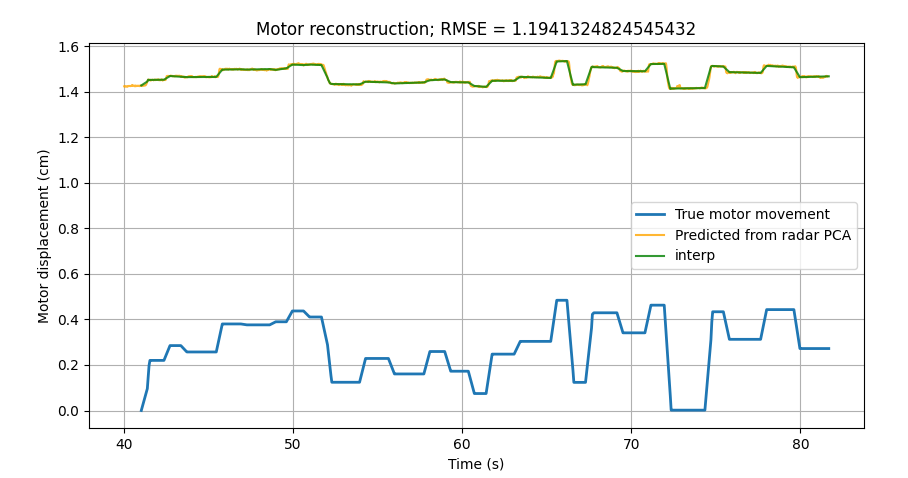 Motor reconstruction; RMSE = 1.1941324824545432
1.6
1.4
1.2
1.0
0.8
0.6
0.4
0.2
0.0
Motor displacement (cm)
True motor movement
Predicted from radar PCA
interp
40 50 60 70 80
Time (s)